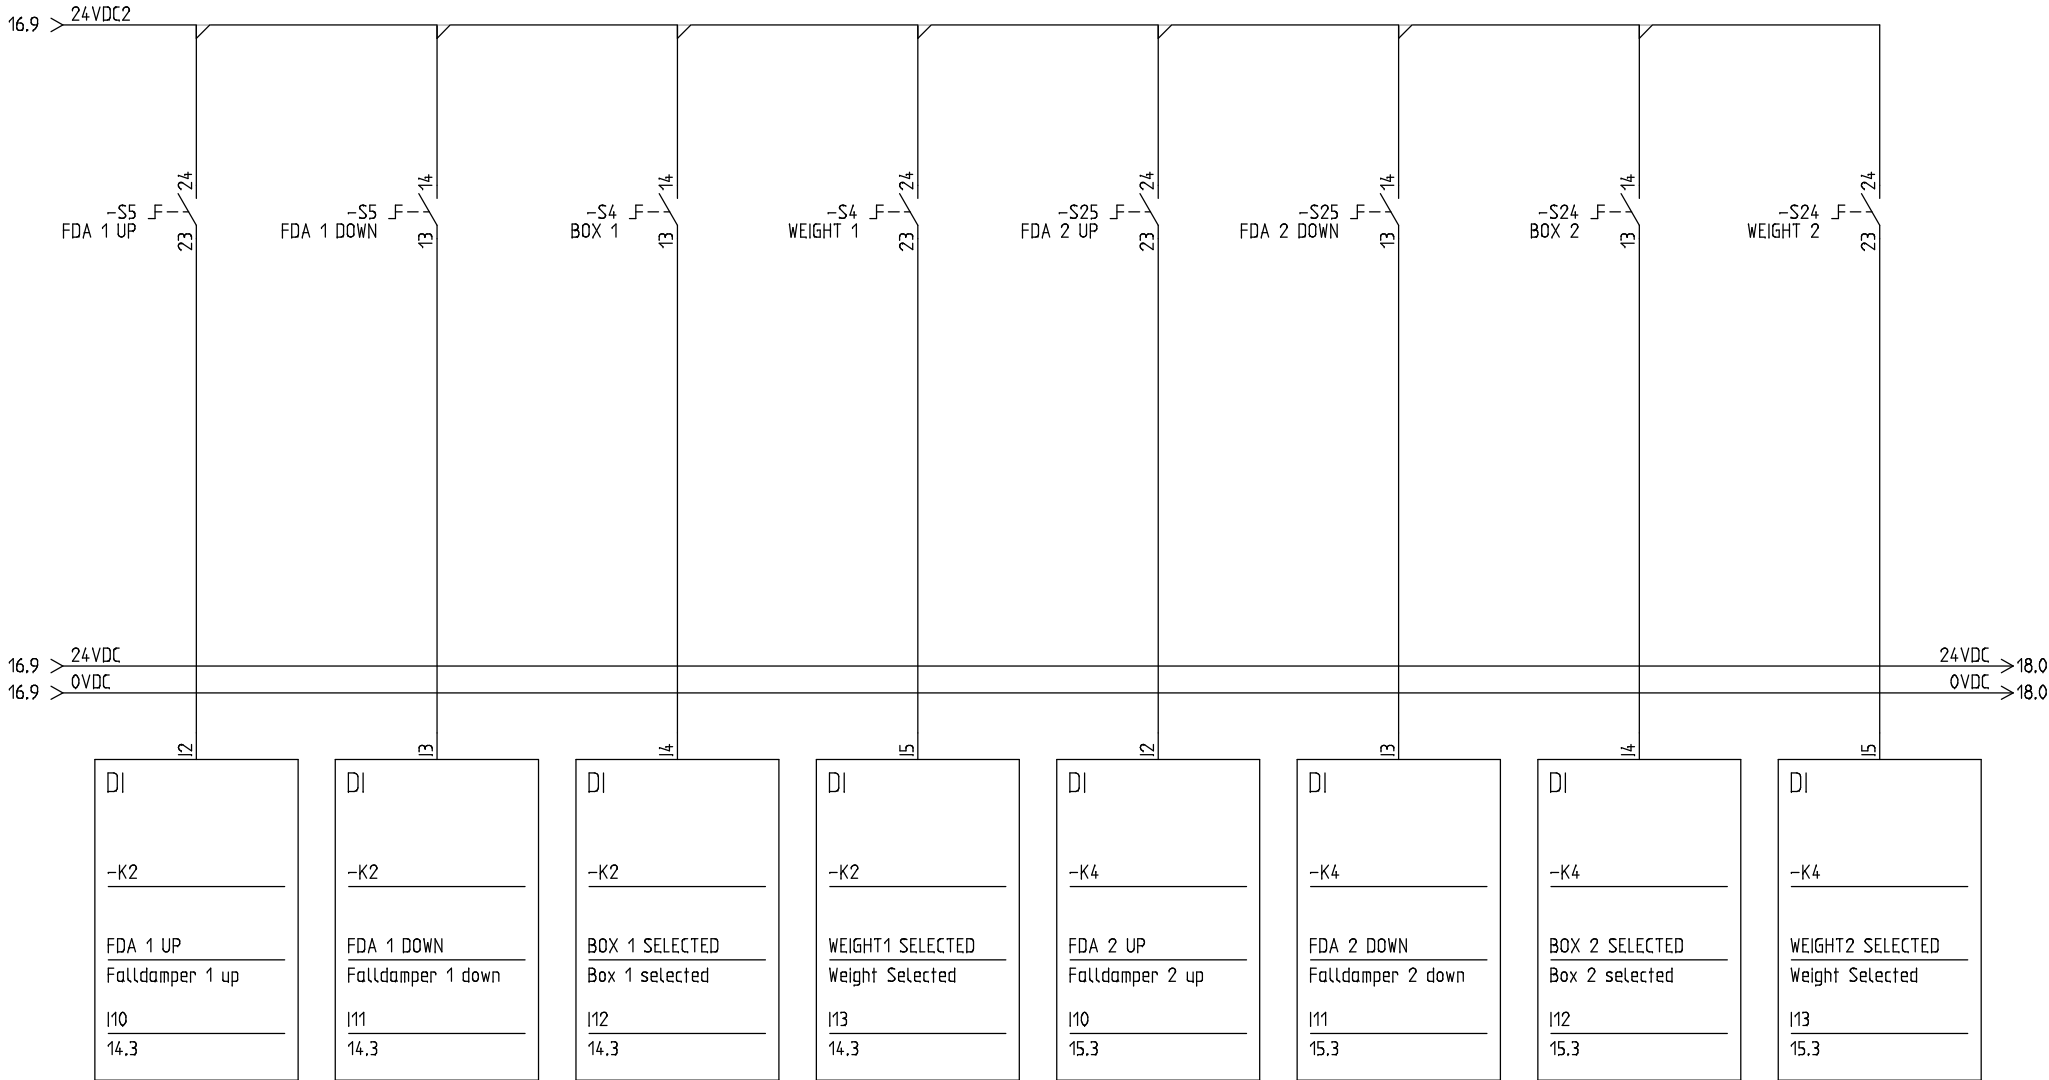 24VDC2
16.9
24
14
14
24
24
14
14
24
-S5
FDA 1 UP
23
-S5
FDA 1 DOWN
13
-S4
BOX 1
13
-S4
WEIGHT 1
23
-S25
FDA 2 UP
23
-S25
FDA 2 DOWN
13
-S24
BOX 2
13
-S24
WEIGHT 2
23
16.9
24VDC
24VDC
18.0
16.9
0VDC
0VDC
18.0
I2
I3
I4
I5
I2
I3
I4
I5
DI
-K2
FDA 1 UP
Falldamper 1 up
I10
14.3
DI
-K2
FDA 1 DOWN
Falldamper 1 down
I11
14.3
DI
-K2
BOX 1 SELECTED
Box 1 selected
I12
14.3
DI
-K2
WEIGHT1 SELECTED
Weight Selected
I13
14.3
DI
-K4
FDA 2 UP
Falldamper 2 up
I10
15.3
DI
-K4
FDA 2 DOWN
Falldamper 2 down
I11
15.3
DI
-K4
BOX 2 SELECTED
Box 2 selected
I12
15.3
DI
-K4
WEIGHT2 SELECTED
Weight Selected
I13
15.3